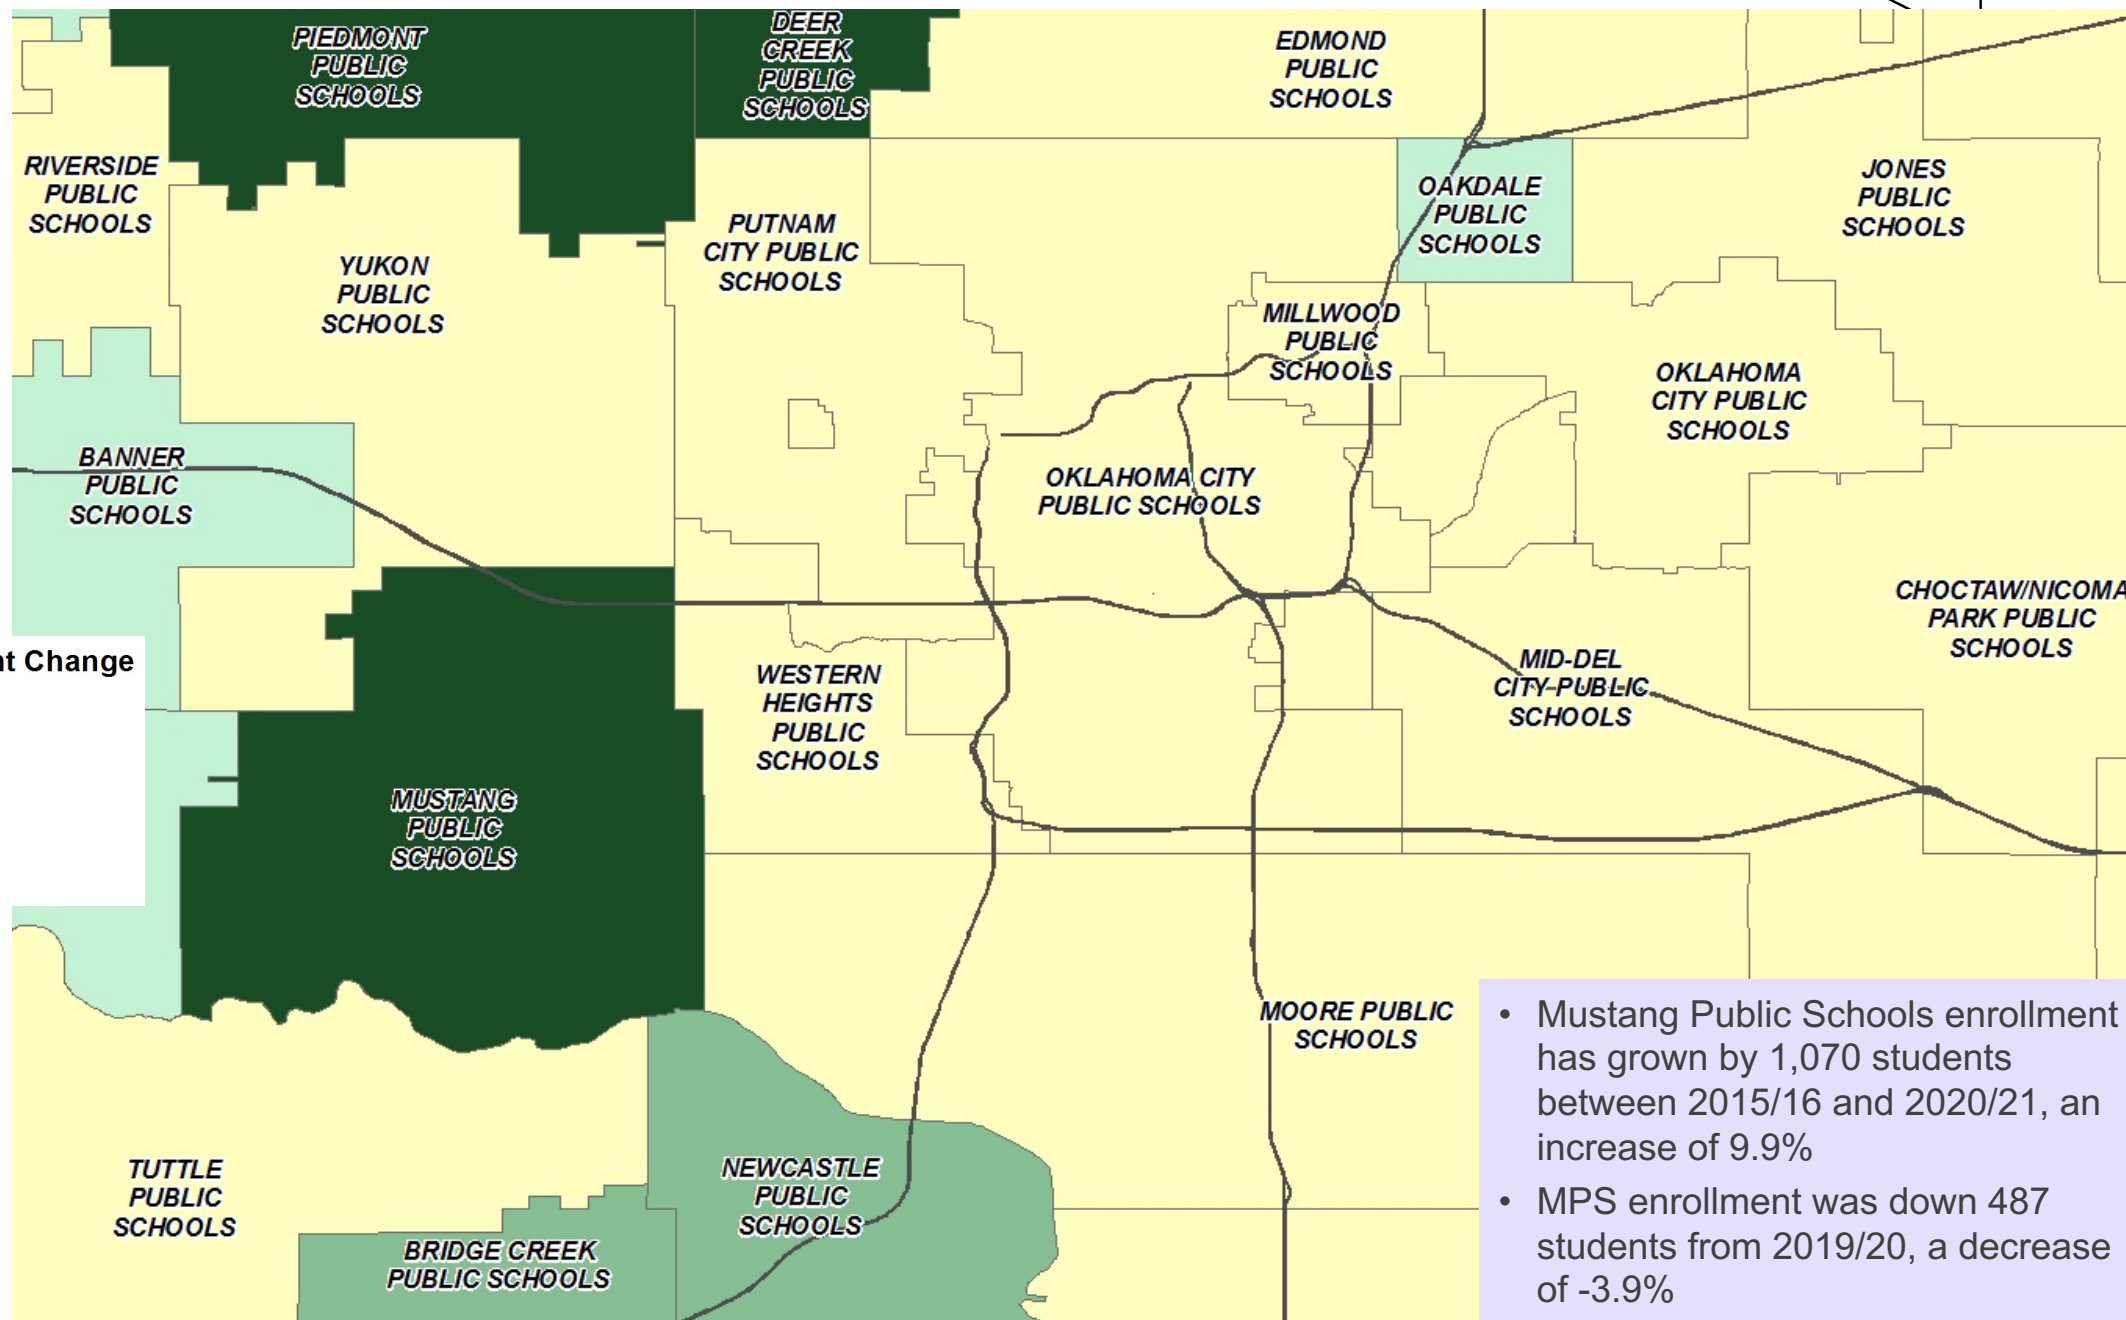 PIEDMONT
PUBLIC
SCHOOLS
DEER
CREEK
PUBLIC
SCHOOLS
EDMOND
PUBLIC
SCHOOLS
RIVERSIDE
PUBLIC
SCHOOLS
YUKON
PUBLIC
SCHOOLS
PUTNAM
CITY PUBLIC
SCHOOLS
OAKDALE
PUBLIC
SCHOOLS
JONES
PUBLIC
SCHOOLS
MILLWOOD
PUBLIC
SCHOOLS
OKLAHOMA
CITY PUBLIC
SCHOOLS
BANNER
PUBLIC
SCHOOLS
OKLAHOMA CITY
PUBLIC SCHOOLS
CHOCTAW/NICOMA
PARK PUBLIC
SCHOOLS
nt Change
WESTERN
HEIGHTS
PUBLIC
SCHOOLS
MID-DEL
CITY PUBLIC
SCHOOLS
MUSTANG
PUBLIC
SCHOOLS
MOORE PUBLIC
SCHOOLS
TUTTLE
PUBLIC
SCHOOLS
NEWCASTLE
PUBLIC
SCHOOLS
BRIDGE CREEK
PUBLIC SCHOOLS
• Mustang Public Schools enrollment
has grown by 1,070 students
between 2015/16 and 2020/21, an
increase of 9.9%
• MPS enrollment was down 487
students from 2019/20, a decrease
of -3.9%